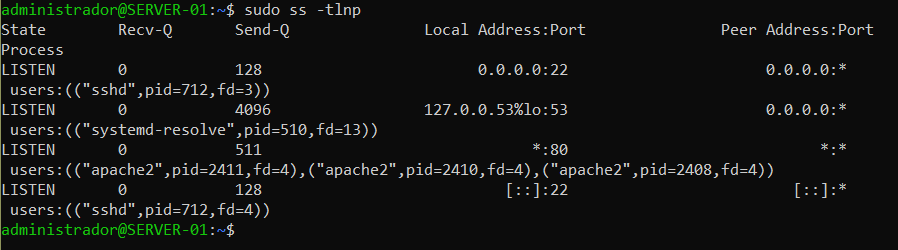 administrador@SERVER-01:~$ sudo ss -tlnp
State Recv-Q Send-Q Local Address:Port Peer Address:Port
Process
LISTEN 0 128 0.0.0.0:22 0.0.0.0:*
users:(("sshd",pid=712,fd=3))
LISTEN 0 4096 127.0.0.53%lo:53 0.0.0.0:*
users:(("systemd-resolve",pid=510,fd=13))
LISTEN 0 511 *:80 *:*
users:(("apache2",pid=2411,fd=4),("apache2",pid=2410,fd=4),("apache2",pid=2408,fd=4))
LISTEN 0 128 [::]:22 [::]:*
users:(("sshd",pid=712,fd=4))
administrador@SERVER-01:~$